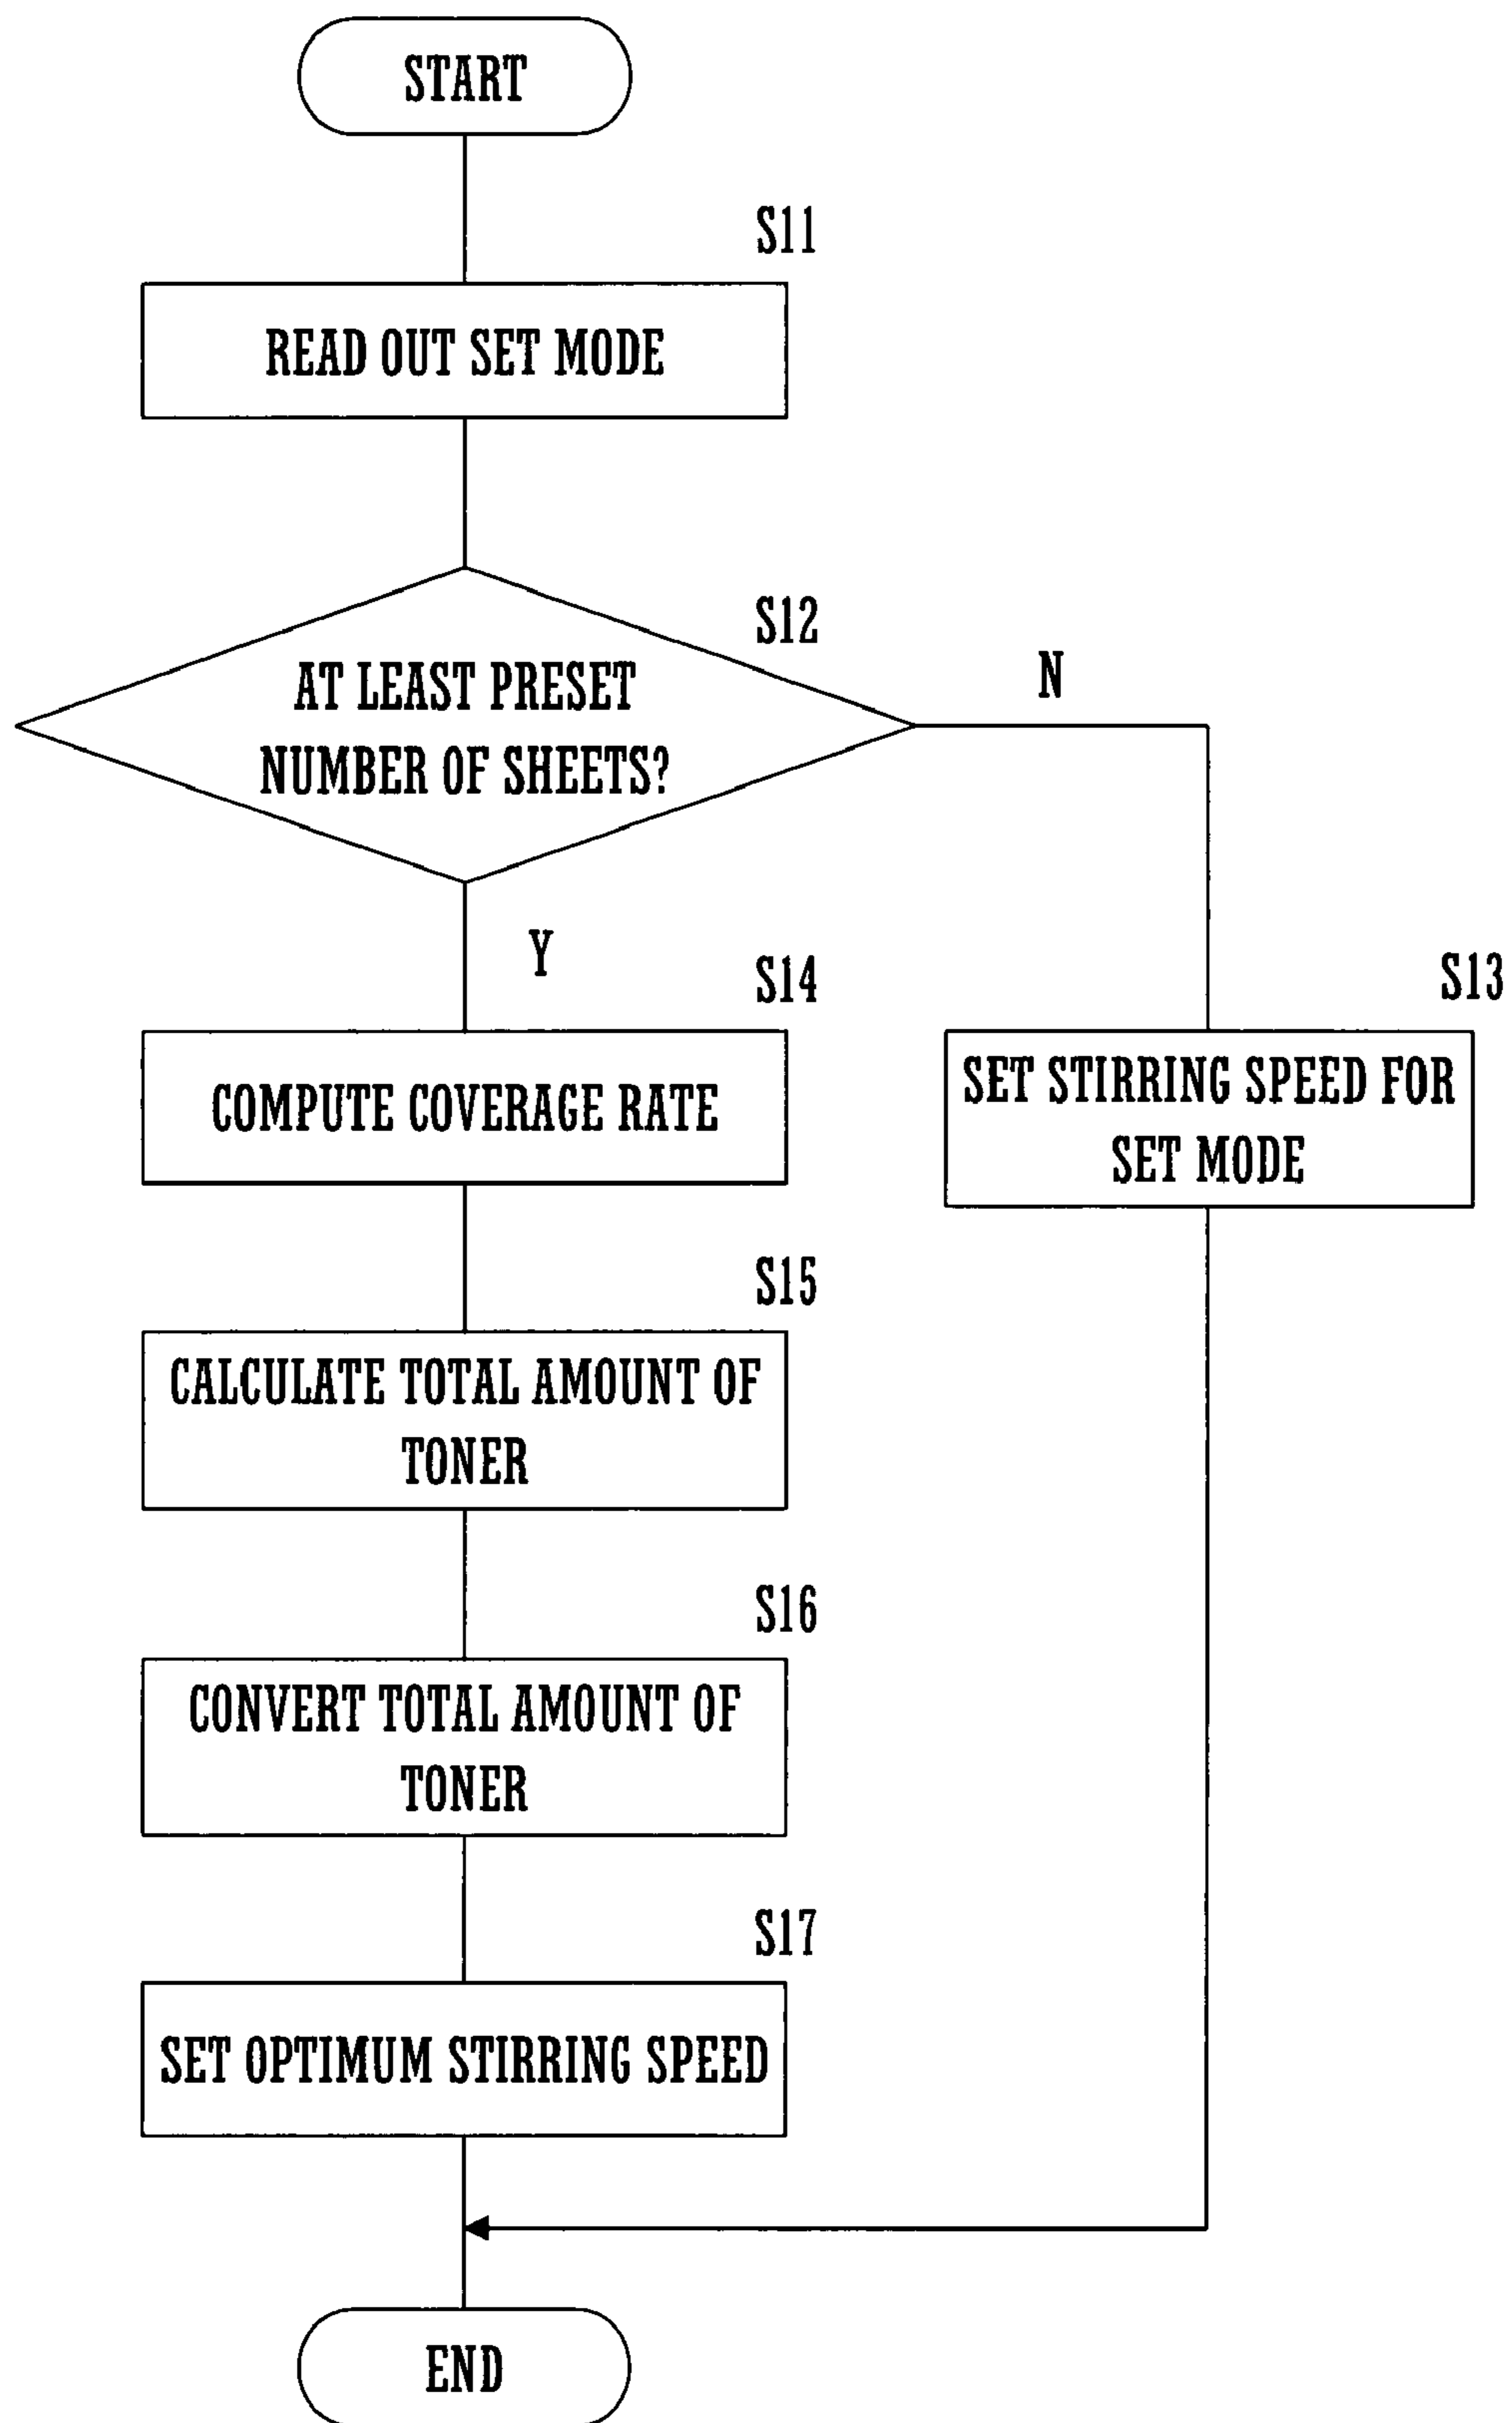 START
S11
READ OUT SET MODE
S12
AT LEAST PRESET
NUMBER OF SHEETS?
N
Y
S14
COMPUTE COVERAGE RATE
S13
SET STIRRING SPEED FOR
SET MODE
S15
CALCULATE TOTAL AMOUNT OF
TONER
S16
CONVERT TOTAL AMOUNT OF
TONER
S17
SET OPTIMUM STIRRING SPEED
END